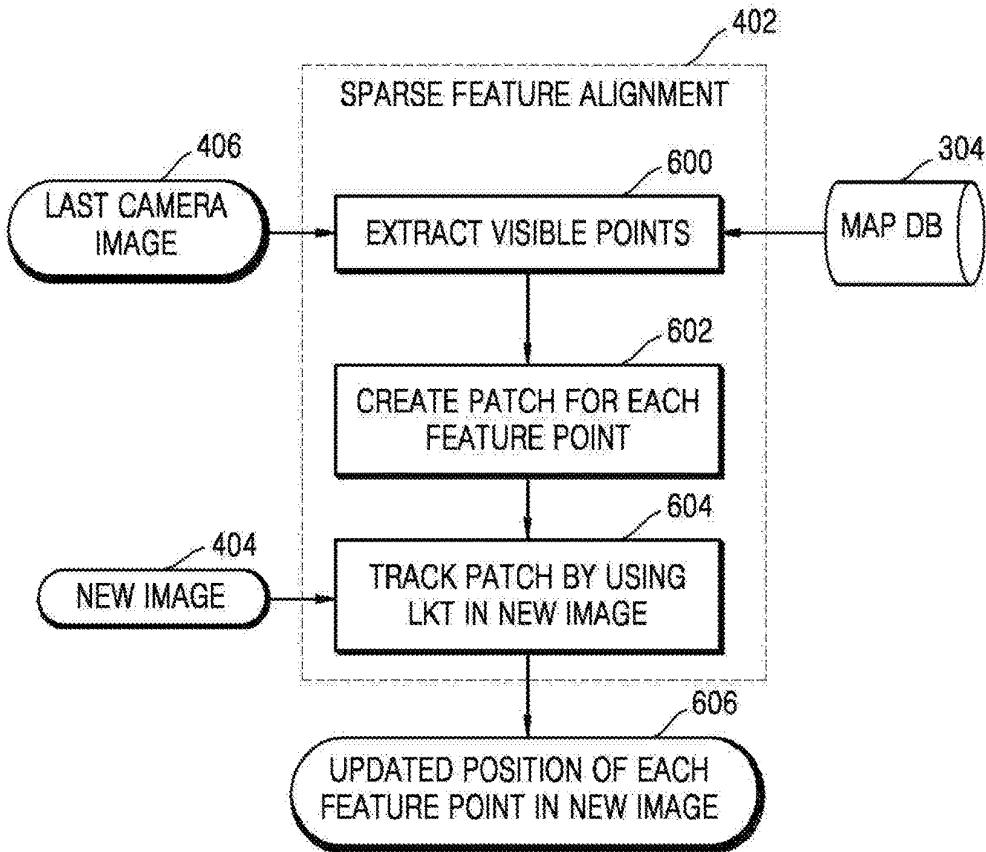 402
SPARSE FEATURE ALIGNMENT
406
LAST CAMERA
IMAGE
600
EXTRACT VISIBLE POINTS
304
MAP DB
602
CREATE PATCH FOR EACH
FEATURE POINT
604
TRACK PATCH BY USING
LKT IN NEW IMAGE
404
NEW IMAGE
606
UPDATED POSITION OF EACH
FEATURE POINT IN NEW IMAGE